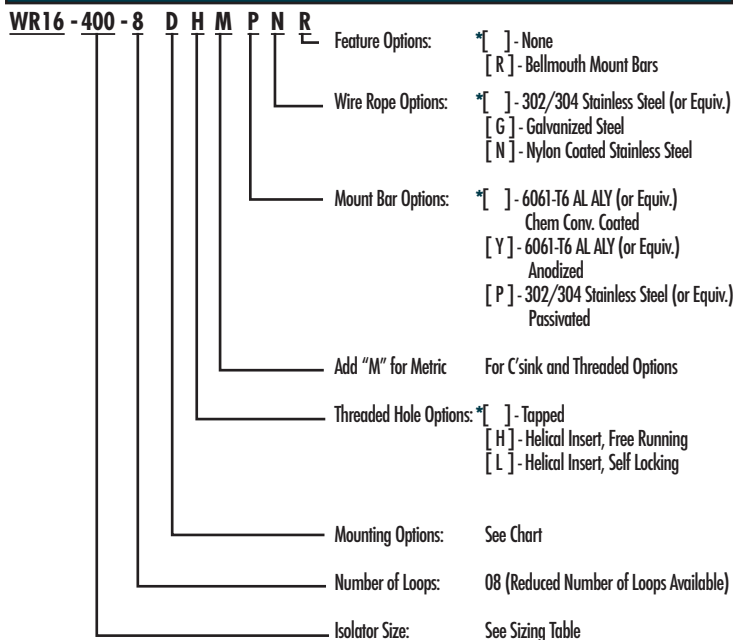 WR16 - 400 - 8 D H M P N R
Feature Options: *[ ] - None
[ R ] - Bellmouth Mount Bars
Wire Rope Options: *[ ] - 302/304 Stainless Steel (or Equiv.)
[ G ] - Galvanized Steel
[ N ] - Nylon Coated Stainless Steel
Mount Bar Options: *[ ] - 6061-T6 AL ALY (or Equiv.)
Chem Conv. Coated
[ Y ] - 6061-T6 AL ALY (or Equiv.)
Anodized
[ P ] - 302/304 Stainless Steel (or Equiv.)
Passivated
Add "M" for Metric For C'sink and Threaded Options
Threaded Hole Options: *[ ] - Tapped
[ H ] - Helical Insert, Free Running
[ L ] - Helical Insert, Self Locking
Mounting Options: See Chart
Number of Loops: 08 (Reduced Number of Loops Available)
Isolator Size: See Sizing Table